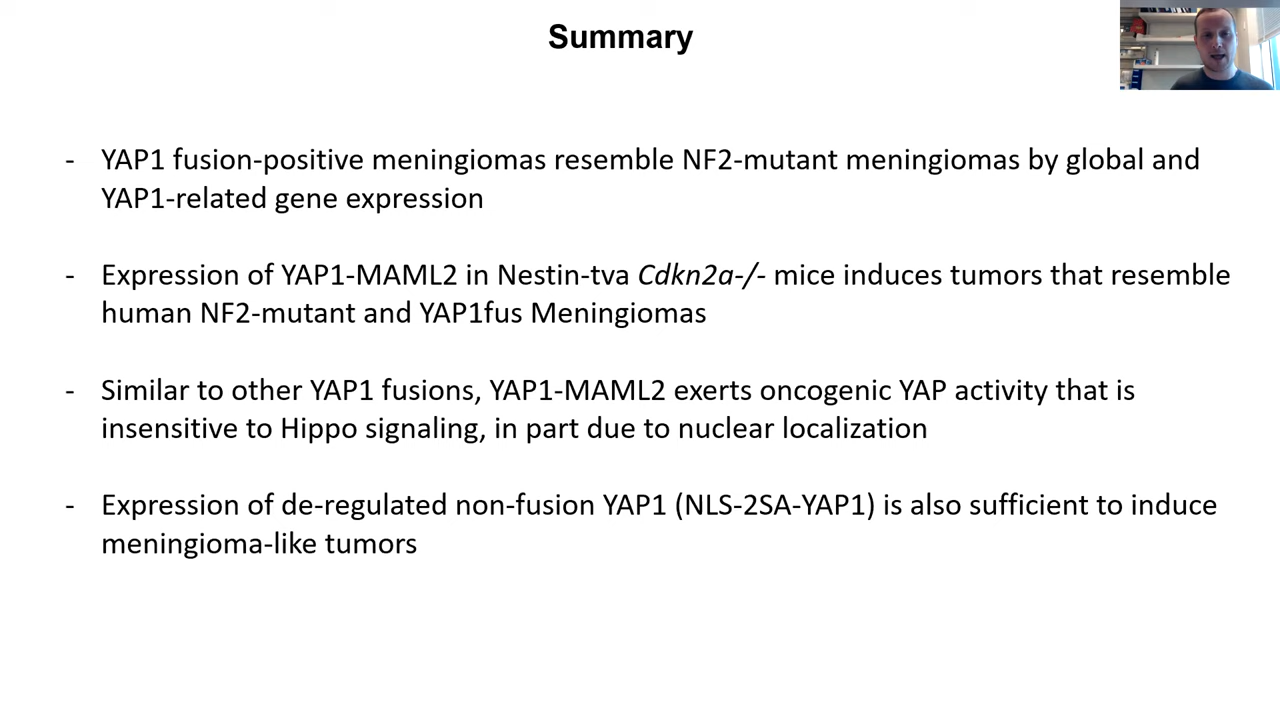 Summary
- YAP1 fusion-positive meningiomas resemble NF2-mutant meningiomas by global and
YAP1-related gene expression
- Expression of YAP1-MAML2 in Nestin-tva Cdkn2a-/- mice induces tumors that resemble
human NF2-mutant and YAP1fus Meningiomas
- Similar to other YAP1 fusions, YAP1-MAML2 exerts oncogenic YAP activity that is
insensitive to Hippo signaling, in part due to nuclear localization
- Expression of de-regulated non-fusion YAP1 (NLS-2SA-YAP1) is also sufficient to induce
meningioma-like tumors